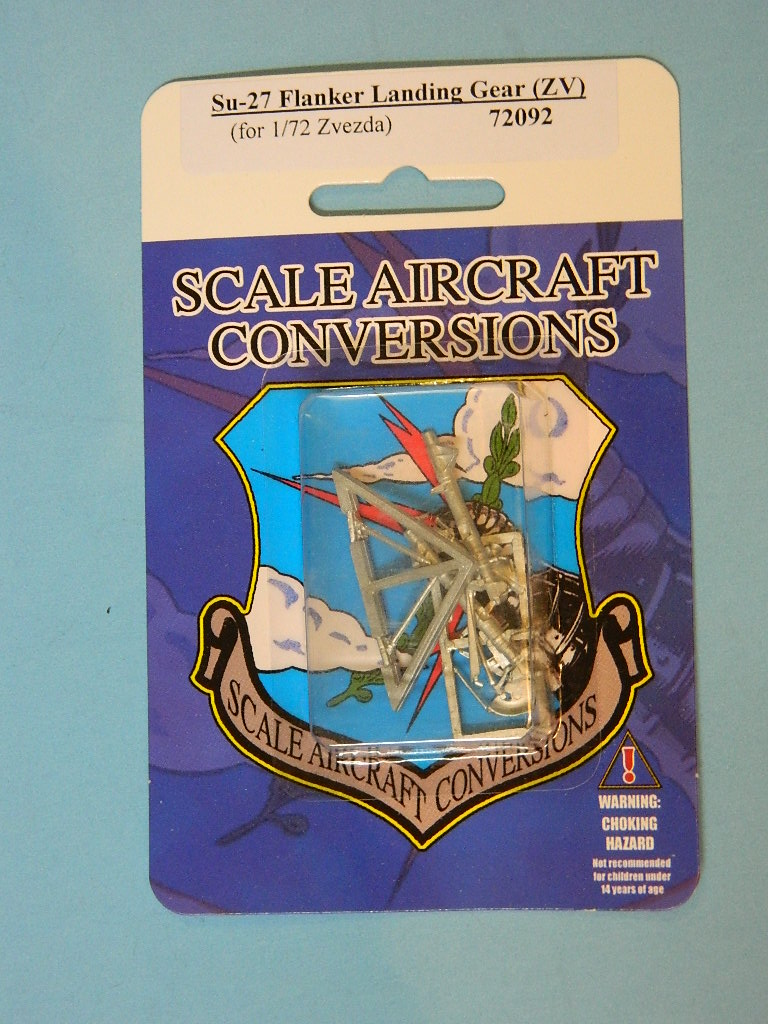 Su-27 Flanker Landing Gear (ZV)
(for 1/72 Zvezda) 72092
SCALE AIRCRAFT
CONVERSIONS
SCALE AIRCRAFT CONVERSIONS
WARNING:
CHOKING
HAZARD
Not recommended
for children under
14 years of age